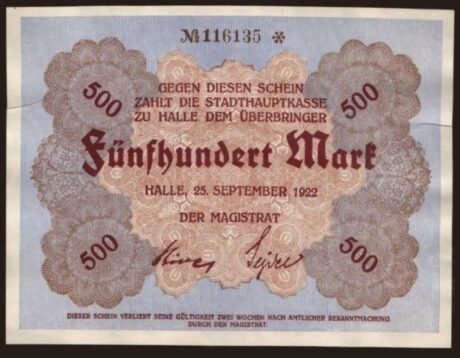 №116135 *
500
500
GEGEN DIESEN SCHEIN
ZAHLT DIE STADTHAUPTKASSE
ZU HALLE DEM ÜBERBRINGER
Fünfhundert Mark
HALLE, 25. SEPTEMBER 1922
DER MAGISTRAT
500
500
DIESER SCHEIN VERLIERT SEINE GÜLTIGKEIT ZWEI WOCHEN NACH AMTLICHER BEKANNTMACHUNG
DURCH DEN MAGISTRAT.